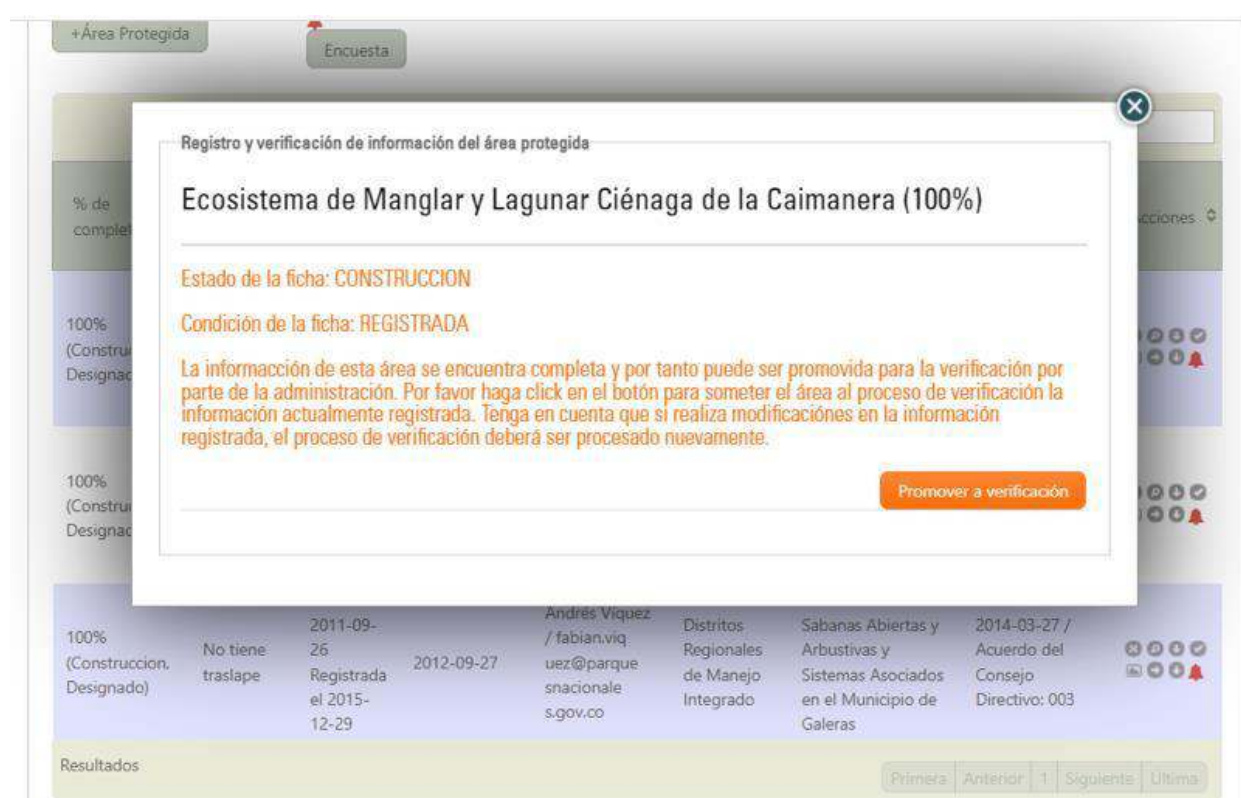 +Área Protegida
Encuesta
Registro y verificación de información del área protegida
Ecosistema de Manglar y Lagunar Ciénaga de la Caimanera (100%)
% de
Acciones
Estado de la ficha: CONSTRUCCION
Condición de la ficha: REGISTRADA
La informacción de esta área se encuentra completa y por tanto puede ser promovida para la verificación por
parte de la administración. Por favor haga click en el botón para someter el área al proceso de verificación la
información actualmente registrada. Tenga en cuenta que si realiza modificaciónes en la información
registrada, el proceso de verificación deberá ser procesado nuevamente.
Promover a verificación
100%
100%
100%
(Construccion,
Designado)
No tiene
traslape
2011-09-
26
Registrada
el 2015-
12-29
2012-09-27
Andrés Viquez
/ fabian.viq
uez@parque
snacionale
s.gov.co
Distritos
Regionales
de Manejo
Integrado
Sabanas Abiertas y
Arbustivas y
Sistemas Asociados
en el Municipio de
Galeras
2014-03-27 /
Acuerdo del
Consejo
Directivo: 003
Resultados
Primera Anterior 1 Siguiente Última